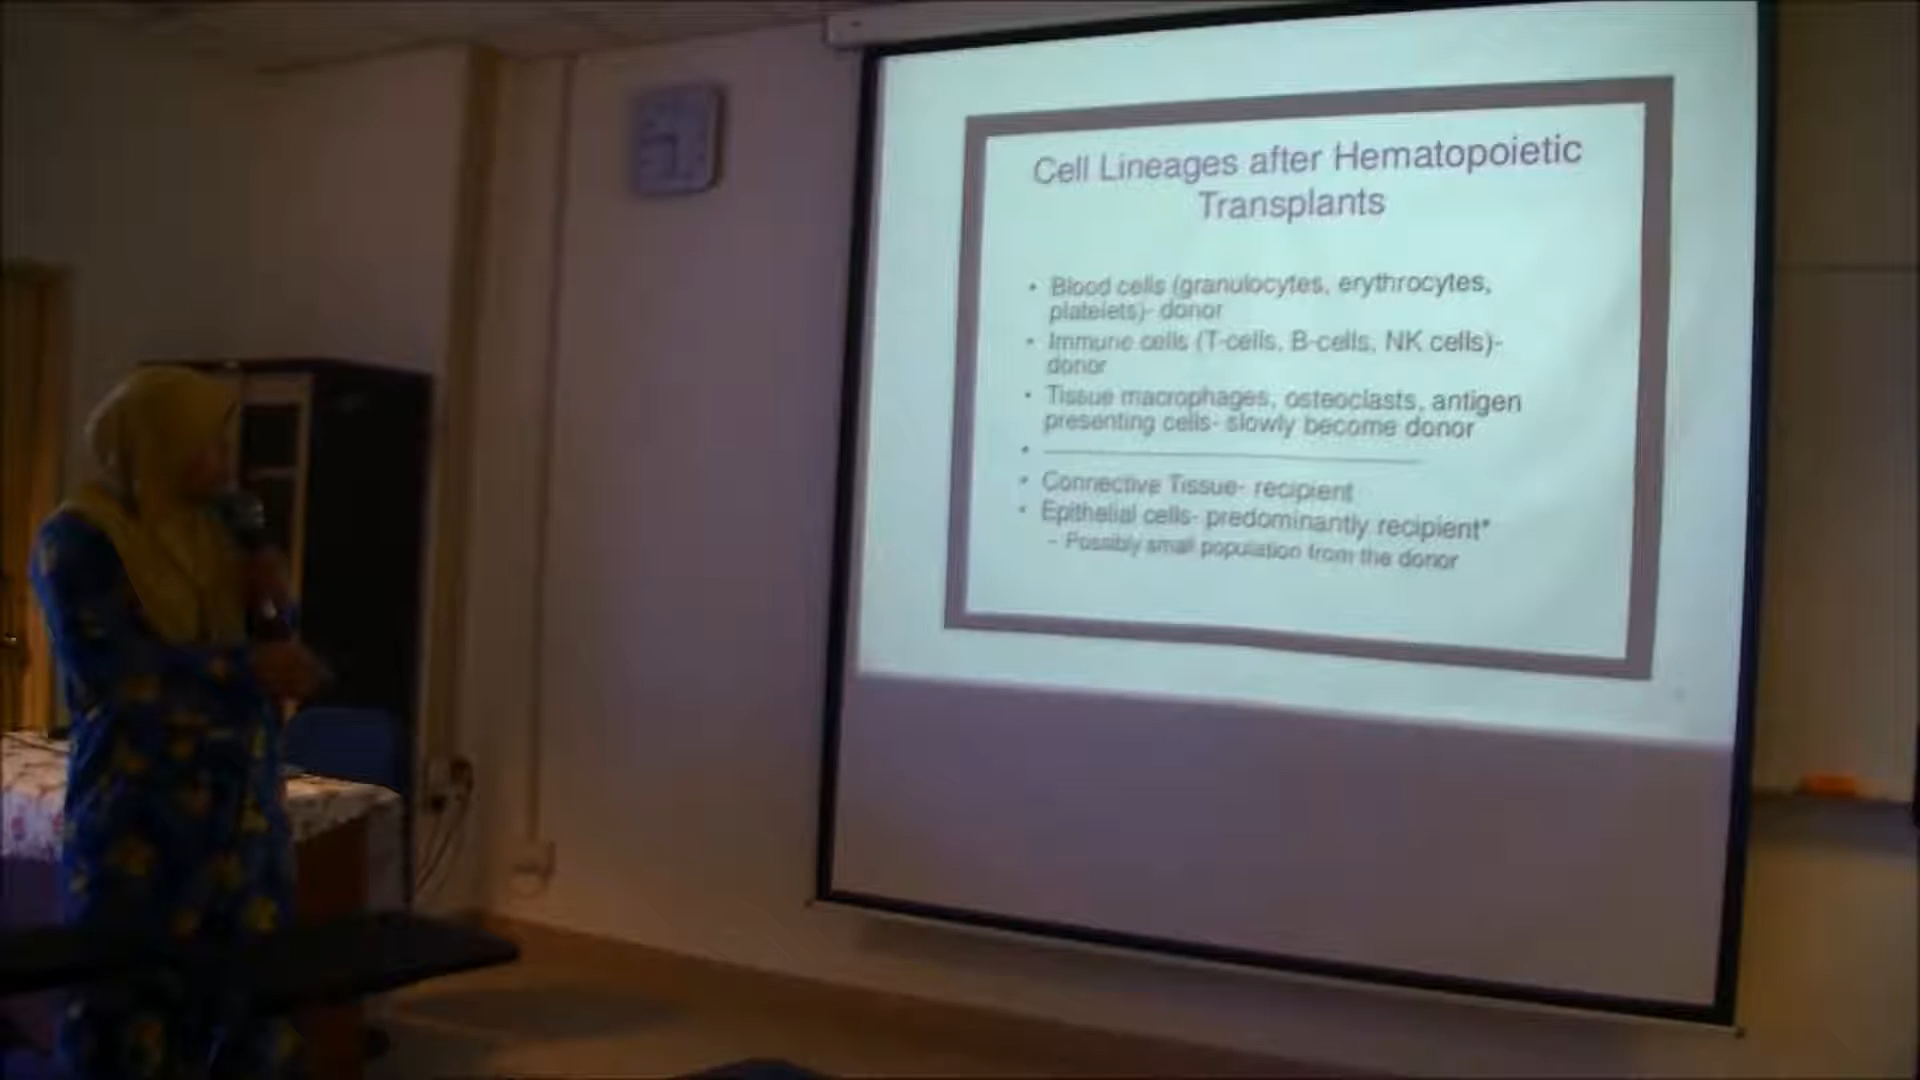 Cell Lineages after Hematopoietic
Transplants
• Blood cells (granulocytes, erythrocytes,
platelets)- donor
• Immune cells (T-cells, B-cells, NK cells)-
donor
• Tissue macrophages, osteoclasts, antigen
presenting cells- slowly become donor
•
• Connective Tissue- recipient
• Epithelial cells- predominantly recipient*
– Possibly small population from the donor